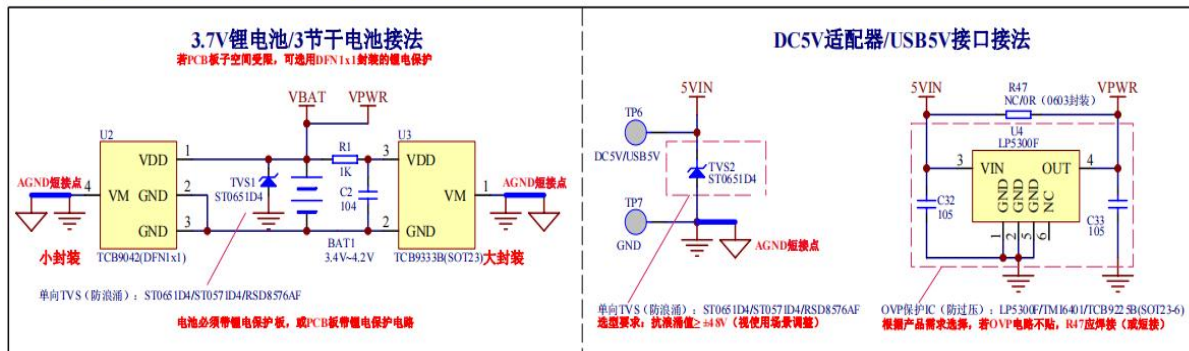 3.7V锂电池/3节干电池接法
若PCB板子空间受限，可选用DFN1x1封装的锂电保护
VBAT
VPWR
U2
VDD
1
VM
4
GND
2
GND
3
AGND短接点
小封装
TCB9042(DFN1x1)
TVS1
ST0651D4
R1
1K
C2
104
BAT1
3.4V~4.2V
U3
3
VDD
VM
1
2
GND
AGND短接点
TCB9333B(SOT23)
大封装
单向TVS（防浪涌）：ST0651D4/ST0571D4/RSD8576AF
电池必须带锂电保护板，或PCB板带锂电保护电路
DC5V适配器/USB5V接口接法
5VIN
TP6
DC5V/USB5V
TVS2
ST0651D4
TP7
GND
AGND短接点
单向TVS（防浪涌）：ST0651D4/ST0571D4/RSD8576AF
选型要求：抗浪涌值≥±48V（视使用场景调整）
5VIN
R47
NC/0R（0603封装）
VPWR
U4
LP5300F
3
VIN
OUT
4
GND
GND
GND
NC
1
2
5
6
C32
105
C33
105
OVP保护IC（防过压）：LP5300F/TMI6401/TCB9225B(SOT23-6)
根据产品需求选择，若OVP电路不贴，R47应焊接（或短接）